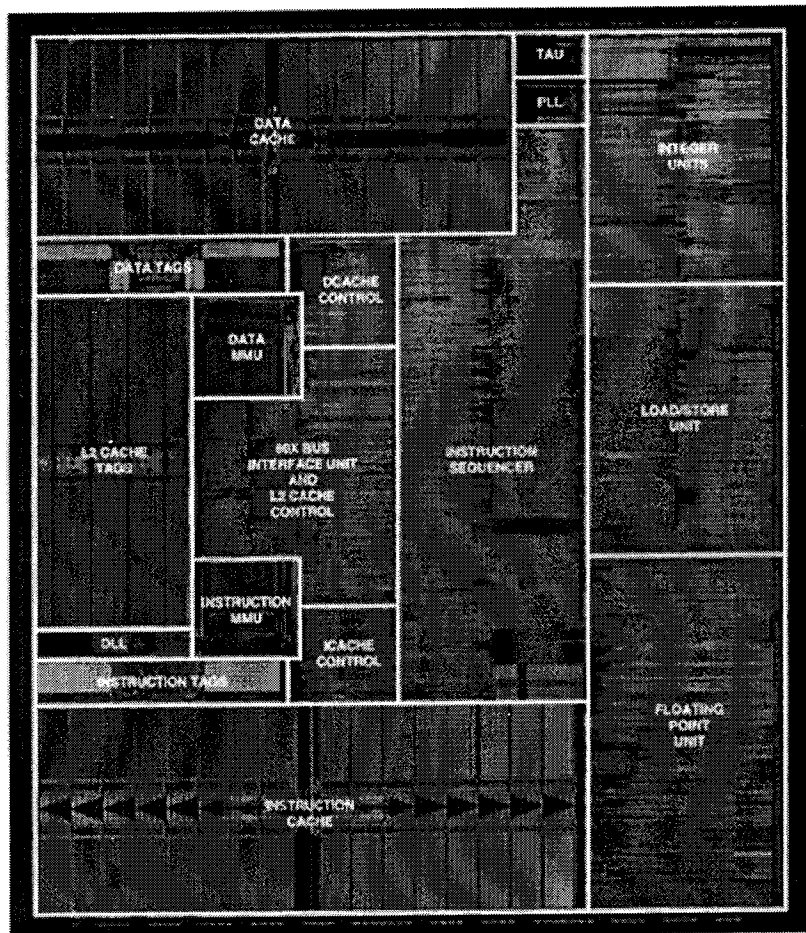 TAU
PLL
DATA
CACHE
INTEGER
UNITS
DATA TAGS
DCACHE
CONTROL
DATA
MMU
L2 CACHE
TAGS
60X BUS
INTERFACE UNIT
AND
L2 CACHE
CONTROL
INSTRUCTION
SEQUENCER
LOAD/STORE
UNIT
INSTRUCTION
MMU
DLL
ICACHE
CONTROL
INSTRUCTION TAGS
FLOATING
POINT
UNIT
INSTRUCTION
CACHE